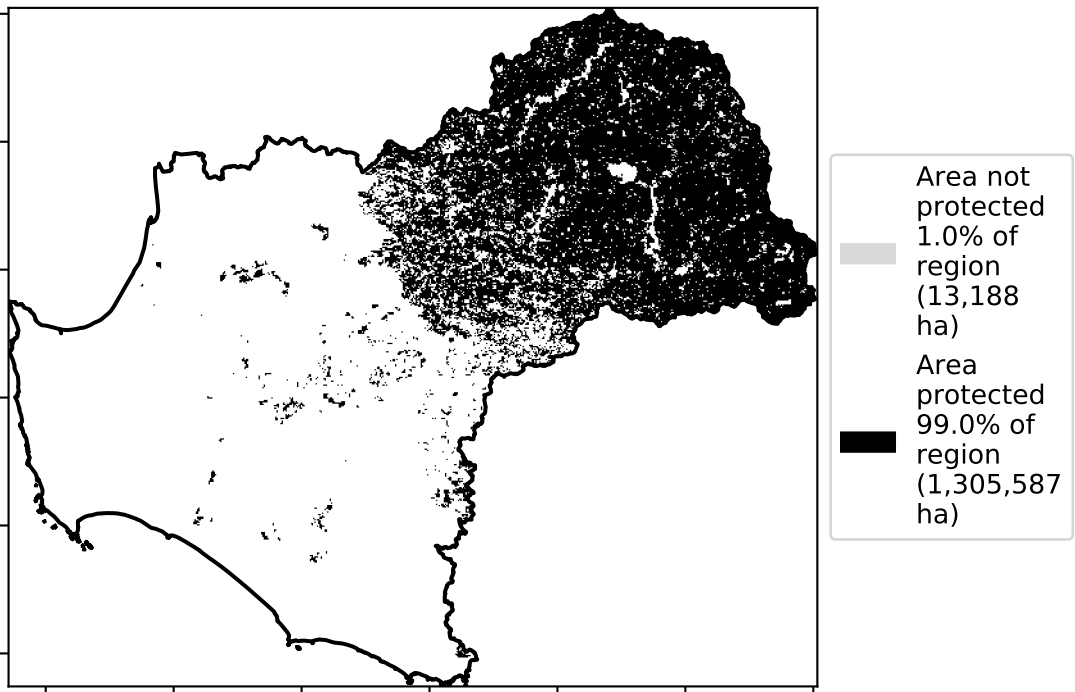 Area not
protected
1.0% of
region
(13,188
ha)
Area
protected
99.0% of
region
(1,305,587
ha)